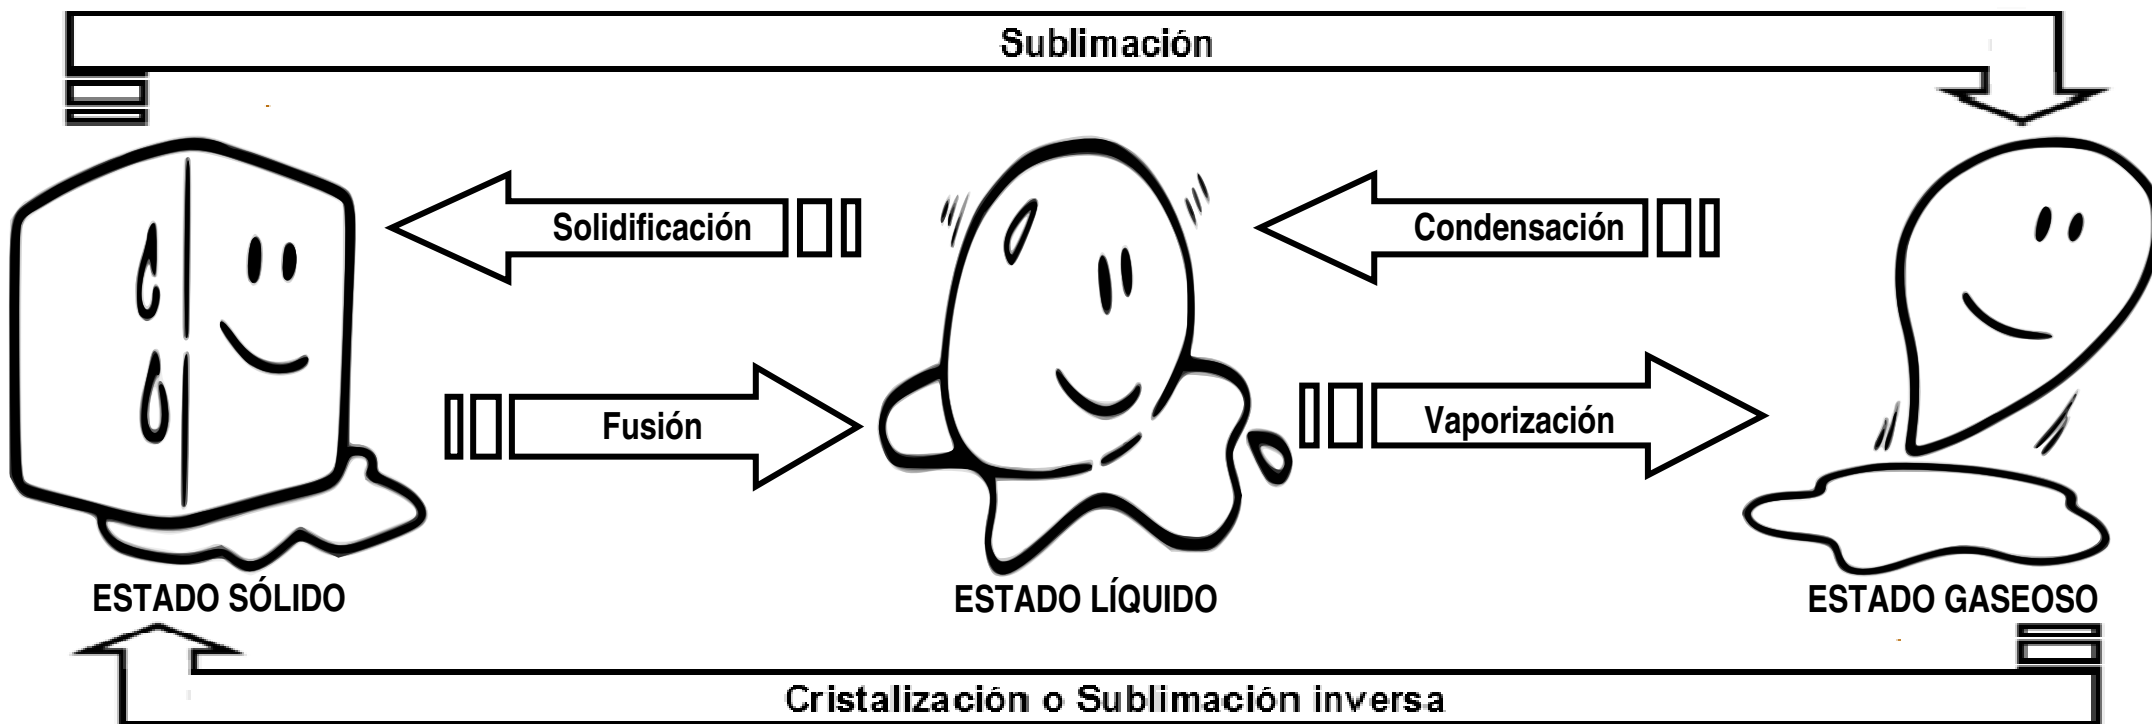 Sublimación
Solidificación
Condensación
Fusión
Vaporización
ESTADO SÓLIDO
ESTADO LÍQUIDO
ESTADO GASEOSO
Cristalización o Sublimación inversa